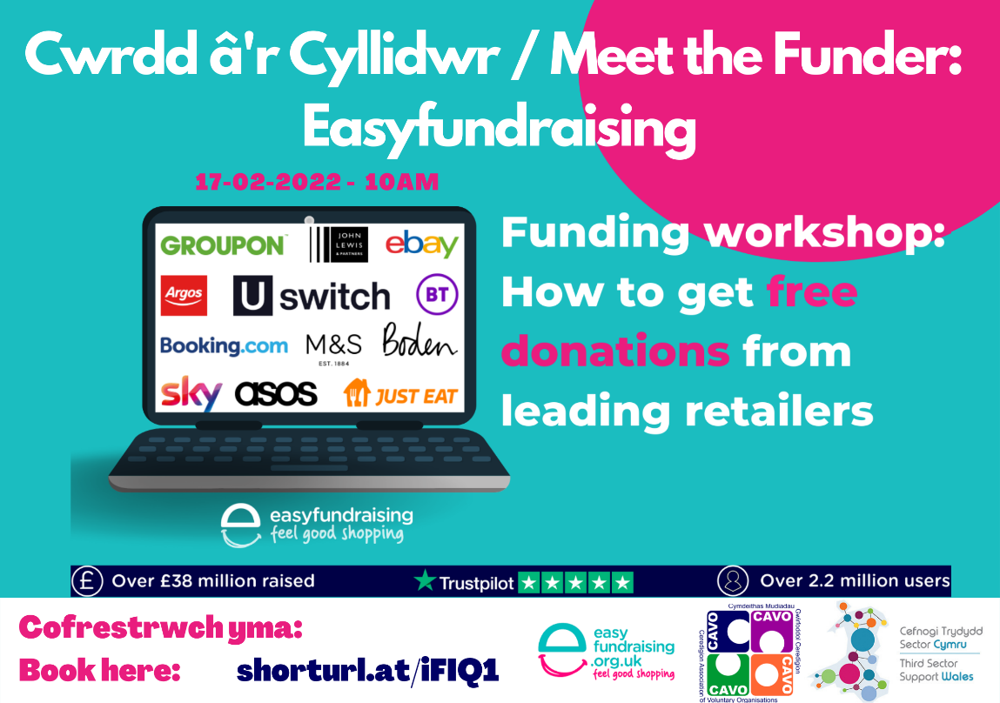 Cwrdd â'r Cyllidwr / Meet the Funder:
Easyfundraising
17-02-2022 - 10AM
GROUPON
JOHN
LEWIS
& PARTNERS
ebay
Argos
U switch
BT
Booking.com
M&S
EST. 1884
Boden
sky
asos
JUST EAT
Funding workshop:
How to get free
donations from
leading retailers
easyfundraising
feel good shopping
£ Over £38 million raised
Trustpilot
Over 2.2 million users
Cofrestrwch yma:
Book here: shorturl.at/iFIQ1
easy
fundraising
.org.uk
feel good shopping
Cymdeithas Mudiadau
Gwirfoddol Ceredigion
CAVO
CAVO
CAVO
CAVO
Ceredigion Association
of Voluntary Organisations
Cefnogi Trydydd
Sector Cymru
Third Sector
Support Wales